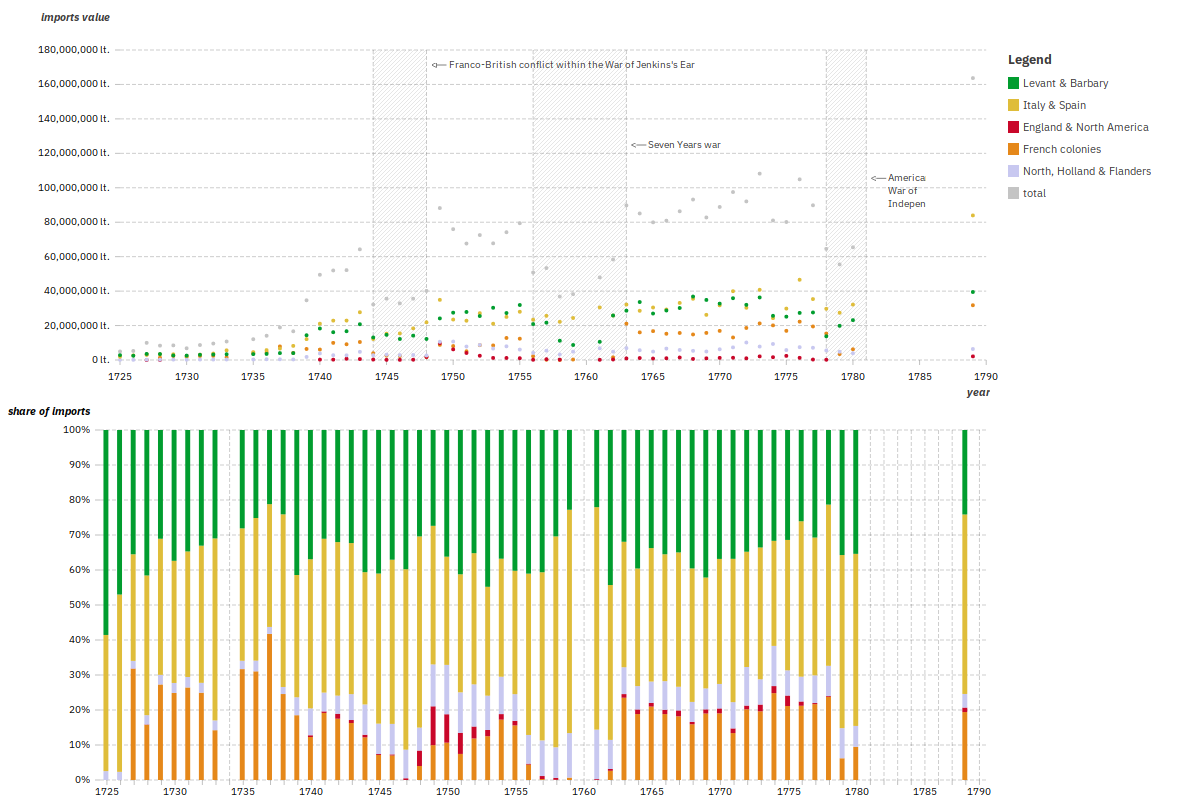 imports value
180,000,000 lt.
160,000,000 lt.
140,000,000 lt.
120,000,000 lt.
100,000,000 lt.
80,000,000 lt.
60,000,000 lt.
40,000,000 lt.
20,000,000 lt.
0 lt.
Franco-British conflict within the War of Jenkins's Ear
Seven Years war
America
War of
Indepen
1725 1730 1735 1740 1745 1750 1755 1760 1765 1770 1775 1780 1785 1790
year
Legend
Levant & Barbary
Italy & Spain
England & North America
French colonies
North, Holland & Flanders
total
share of imports
100%
90%
80%
70%
60%
50%
40%
30%
20%
10%
0%
1725 1730 1735 1740 1745 1750 1755 1760 1765 1770 1775 1780 1785 1790